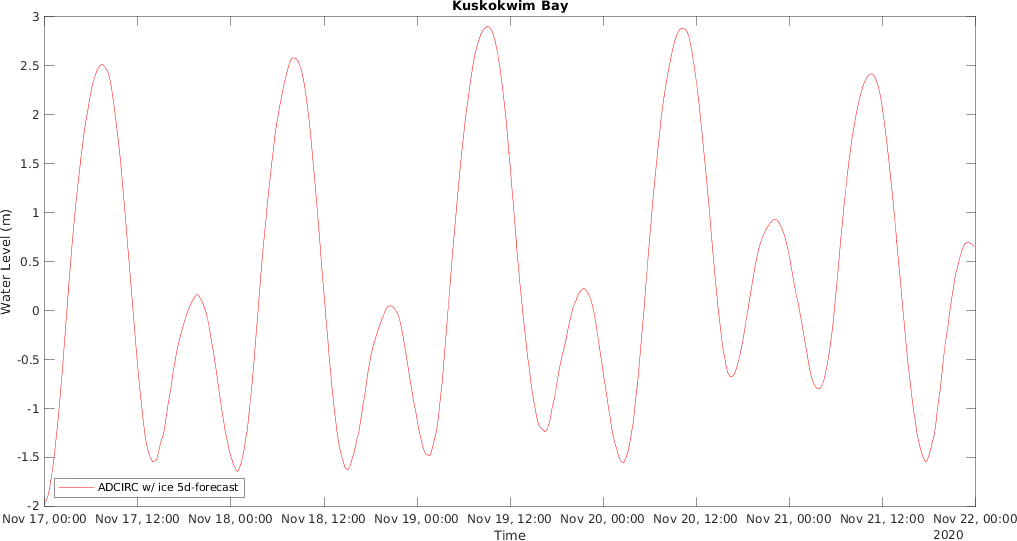 Kuskokwim Bay
3
2.5
2
1.5
1
0.5
0
-0.5
-1
-1.5
-2
Water Level (m)
ADCIRC w/ ice 5d-forecast
Nov 17, 00:00 Nov 17, 12:00 Nov 18, 00:00 Nov 18, 12:00 Nov 19, 00:00 Nov 19, 12:00 Nov 20, 00:00 Nov 20, 12:00 Nov 21, 00:00 Nov 21, 12:00 Nov 22, 00:00
Time
2020